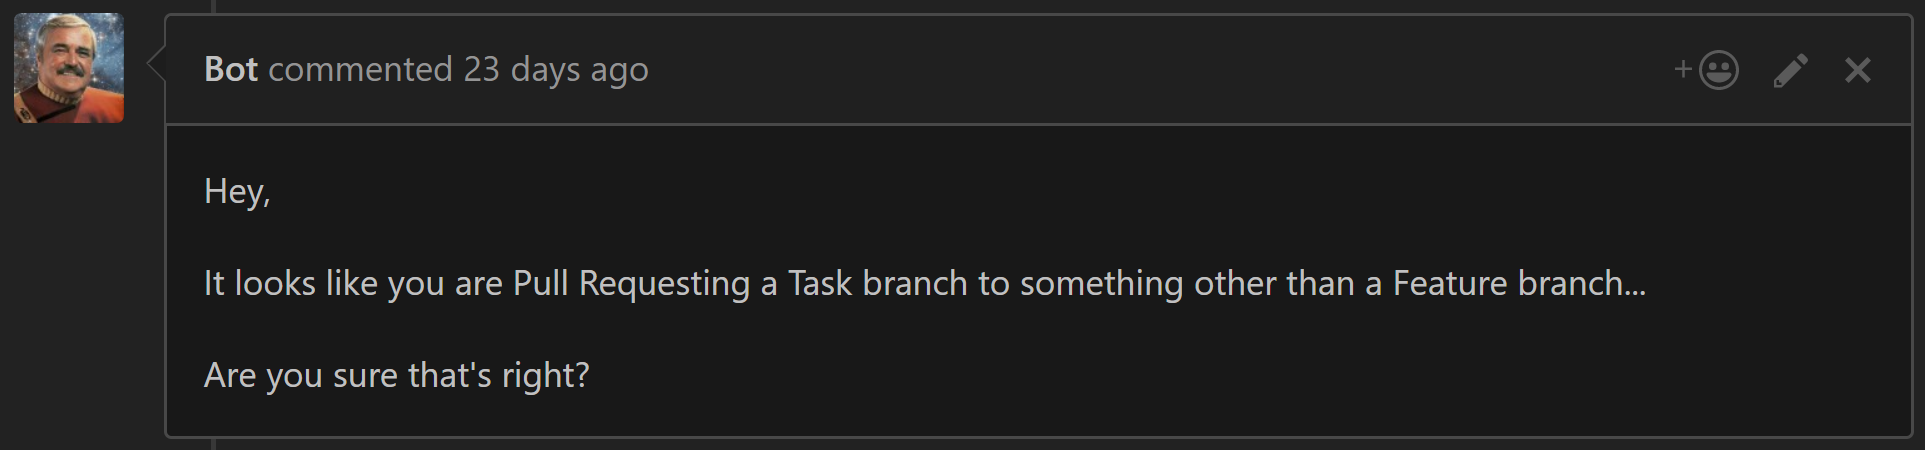 Bot commented 23 days ago
Hey,
It looks like you are Pull Requesting a Task branch to something other than a Feature branch...
Are you sure that's right?